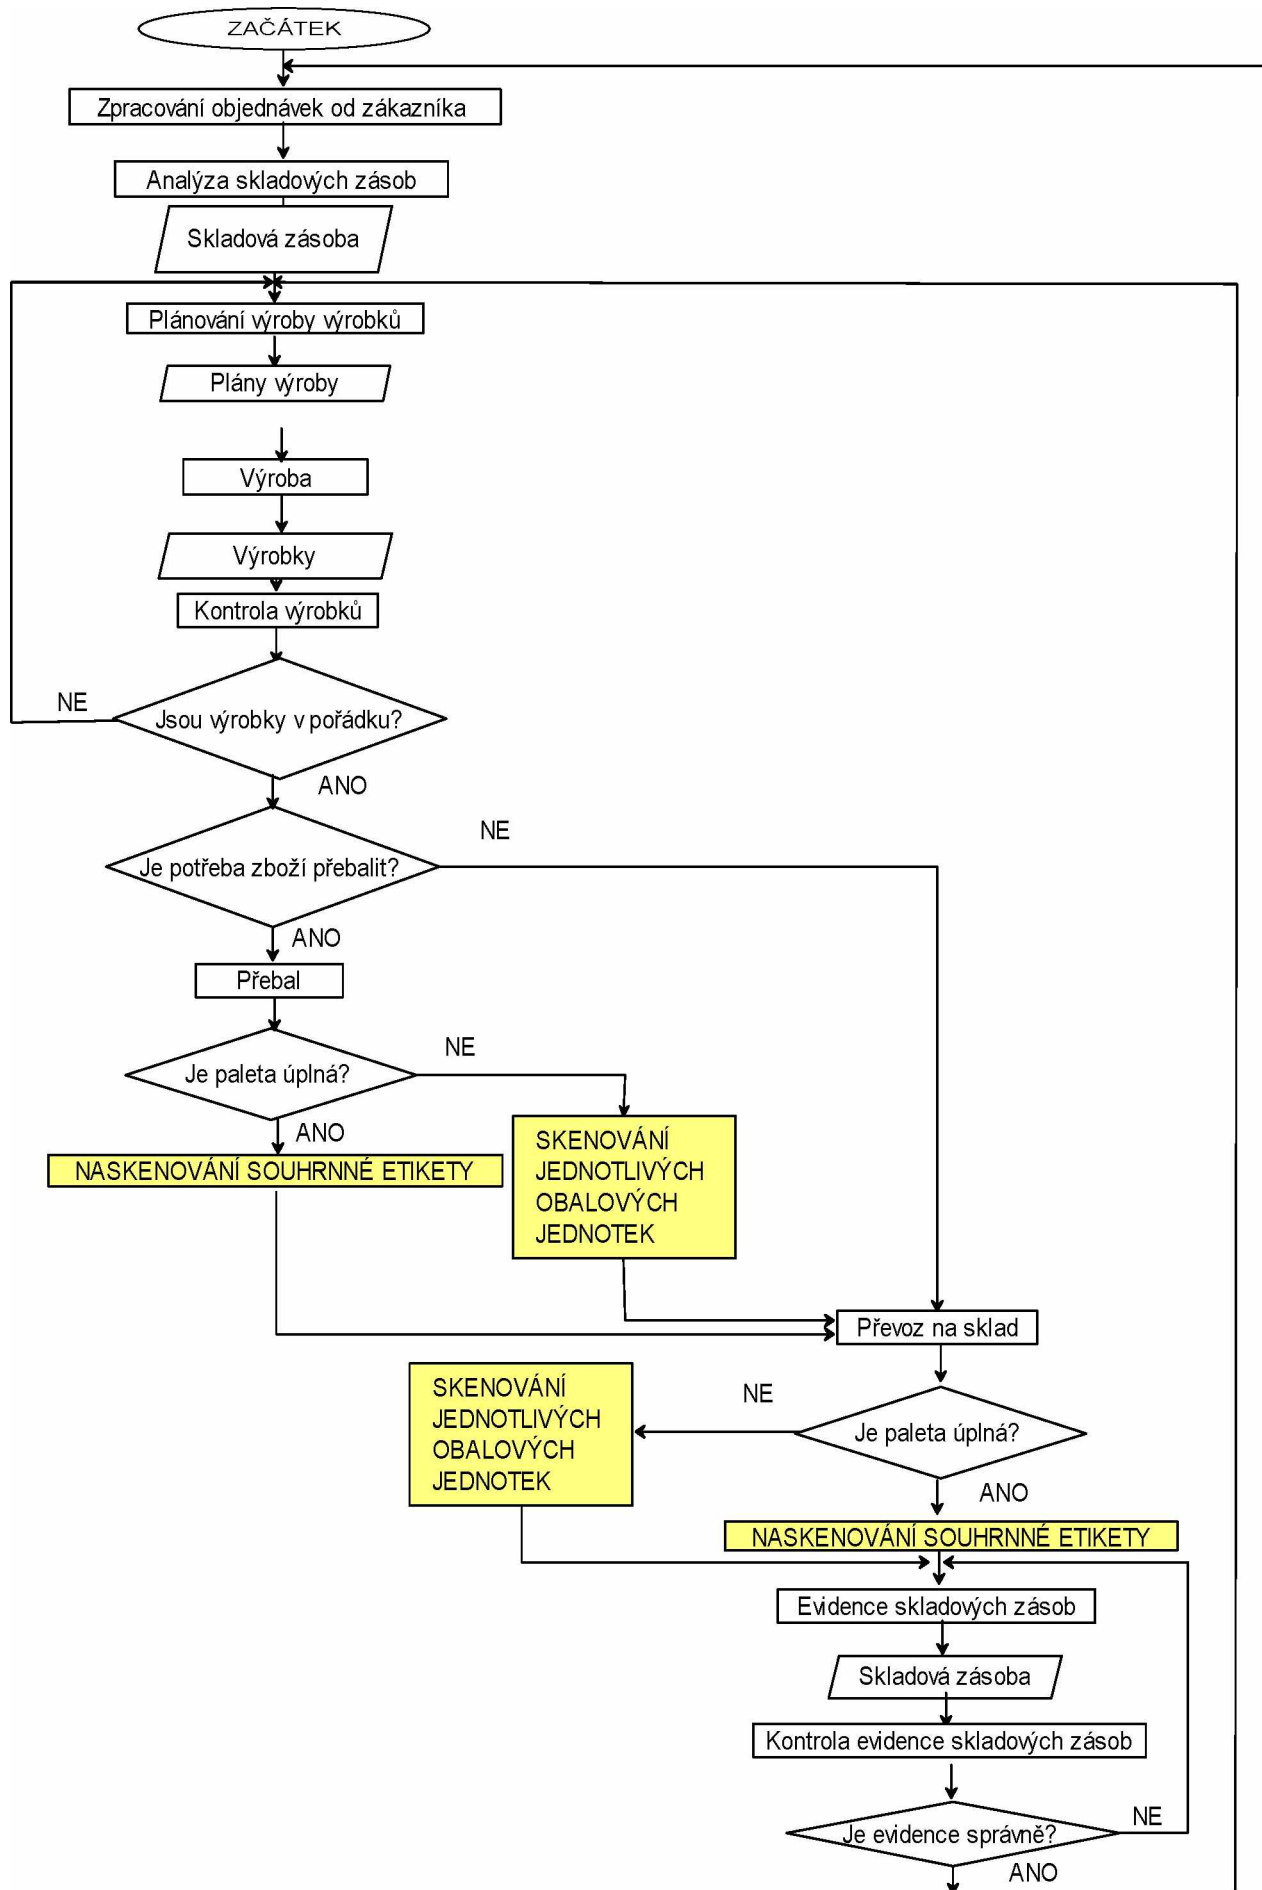 ZAČÁTEK
Zpracování objednávek od zákazníka
Analýza skladových zásob
Skladová zásoba
Plánování výroby výrobků
Plány výroby
Výroba
Výrobky
Kontrola výrobků
NE
Jsou výrobky v pořádku?
ANO
NE
Je potřeba zboží přebalit?
ANO
Přebal
NE
Je paleta úplná?
ANO
NASKENOVÁNÍ SOUHRNNÉ ETIKETY
SKENOVÁNÍ
JEDNOTLIVÝCH
OBALOVÝCH
JEDNOTEK
Převoz na sklad
SKENOVÁNÍ
JEDNOTLIVÝCH
OBALOVÝCH
JEDNOTEK
NE
Je paleta úplná?
ANO
NASKENOVÁNÍ SOUHRNNÉ ETIKETY
Evidence skladových zásob
Skladová zásoba
Kontrola evidence skladových zásob
NE
Je evidence správně?
ANO